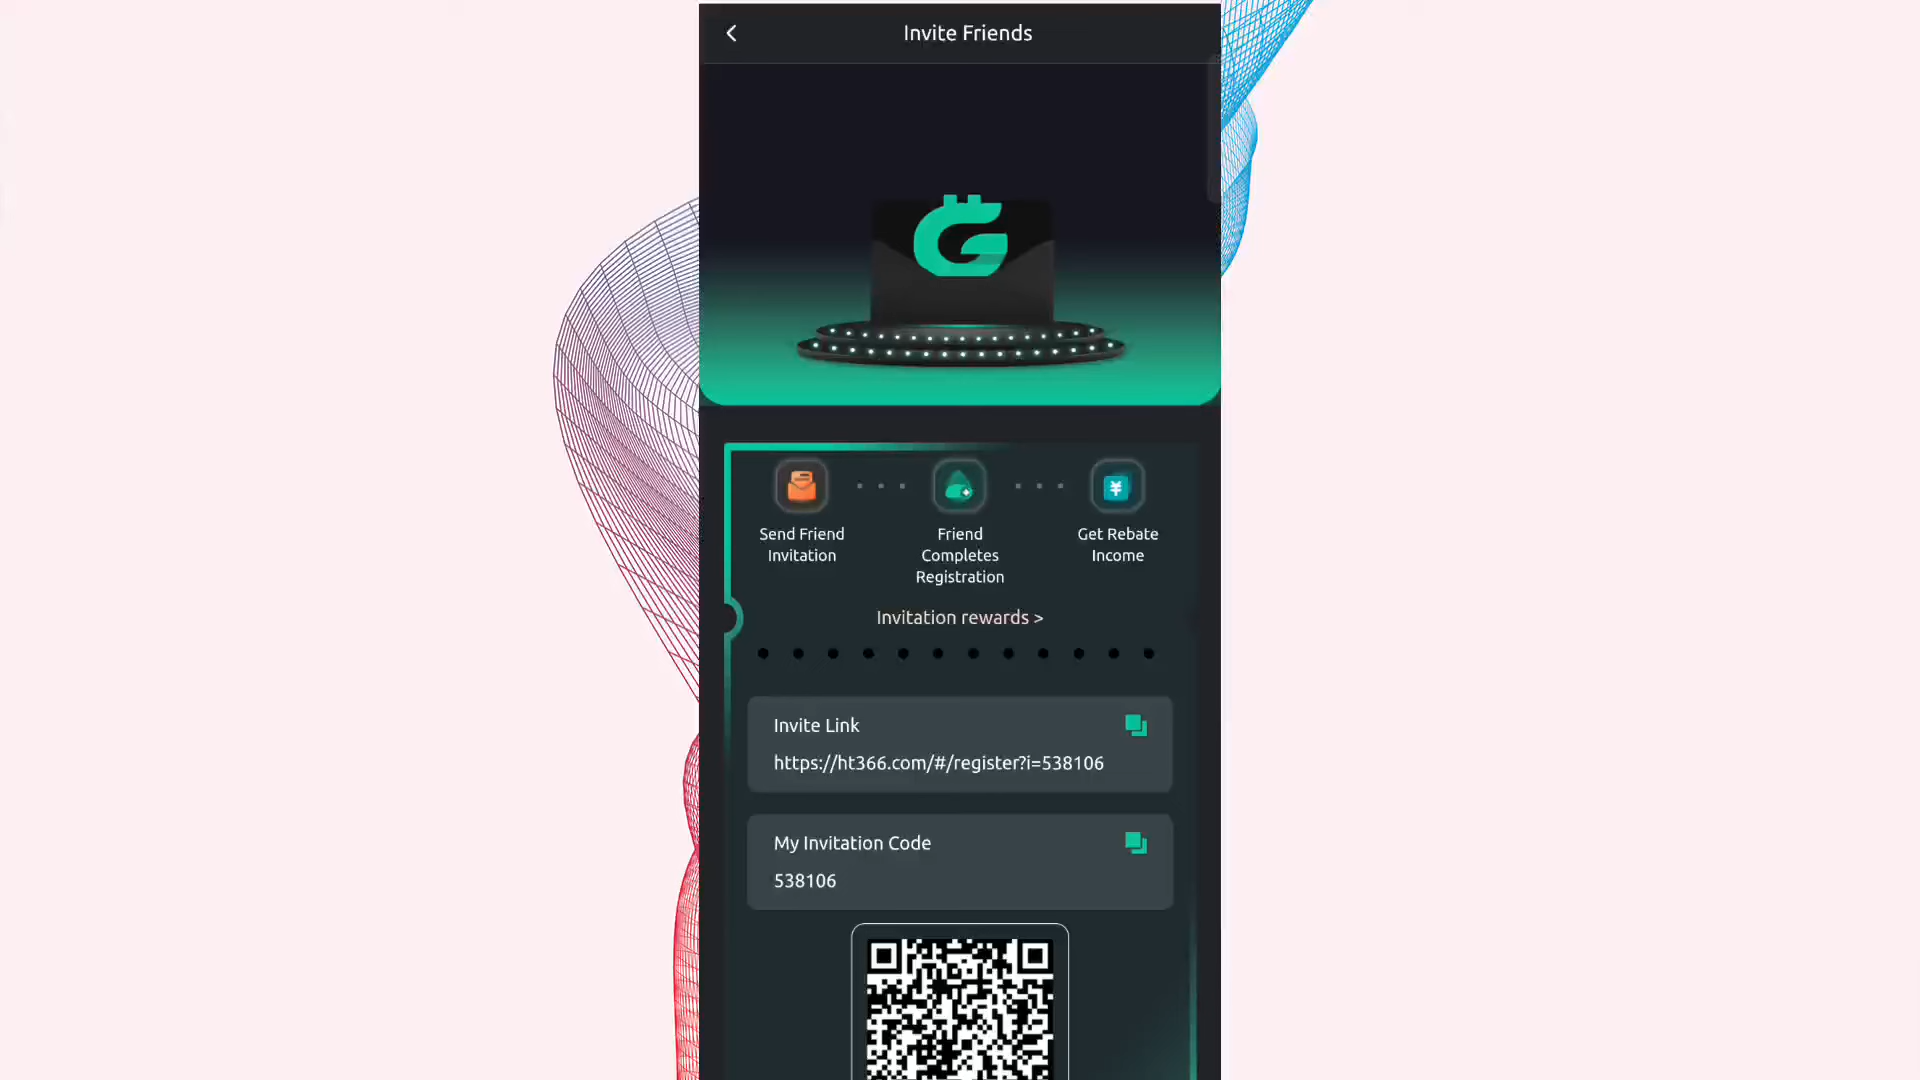 Invite Friends
Send Friend
Invitation
Friend
Completes
Registration
Get Rebate
Income
Invitation rewards >
Invite Link
https://ht366.com/#/register?i=538106
My Invitation Code
538106